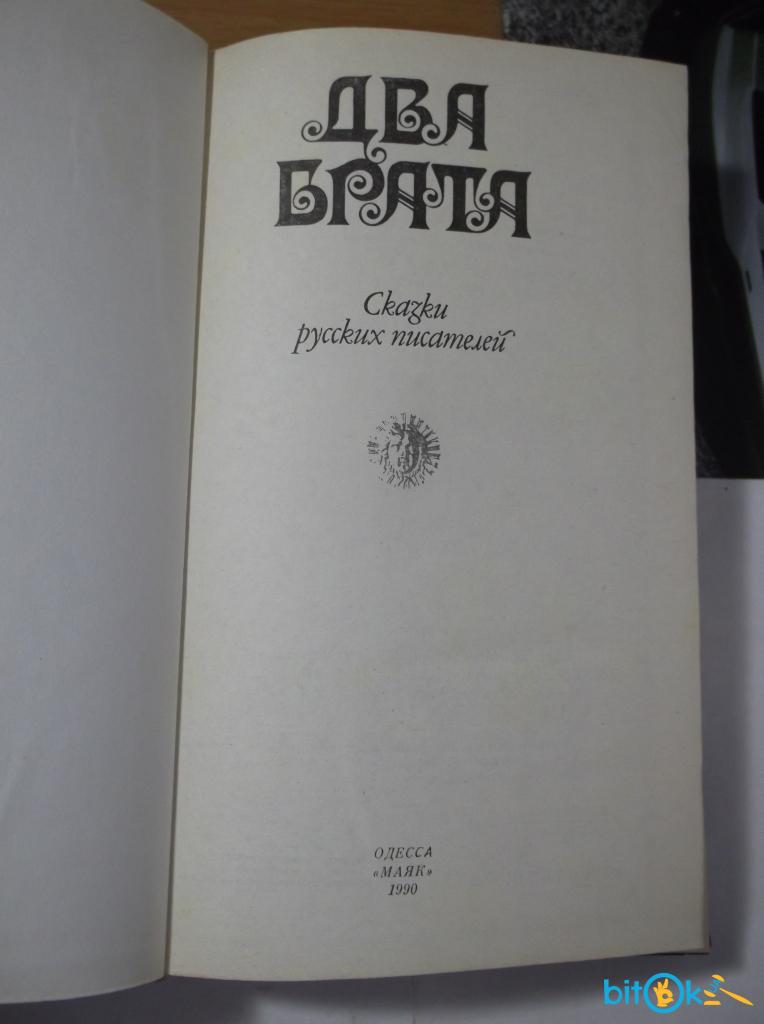 ДВА
БРАТА
Сказки
русских писателей
ОДЕССА
«МАЯК»
1990
bitOk